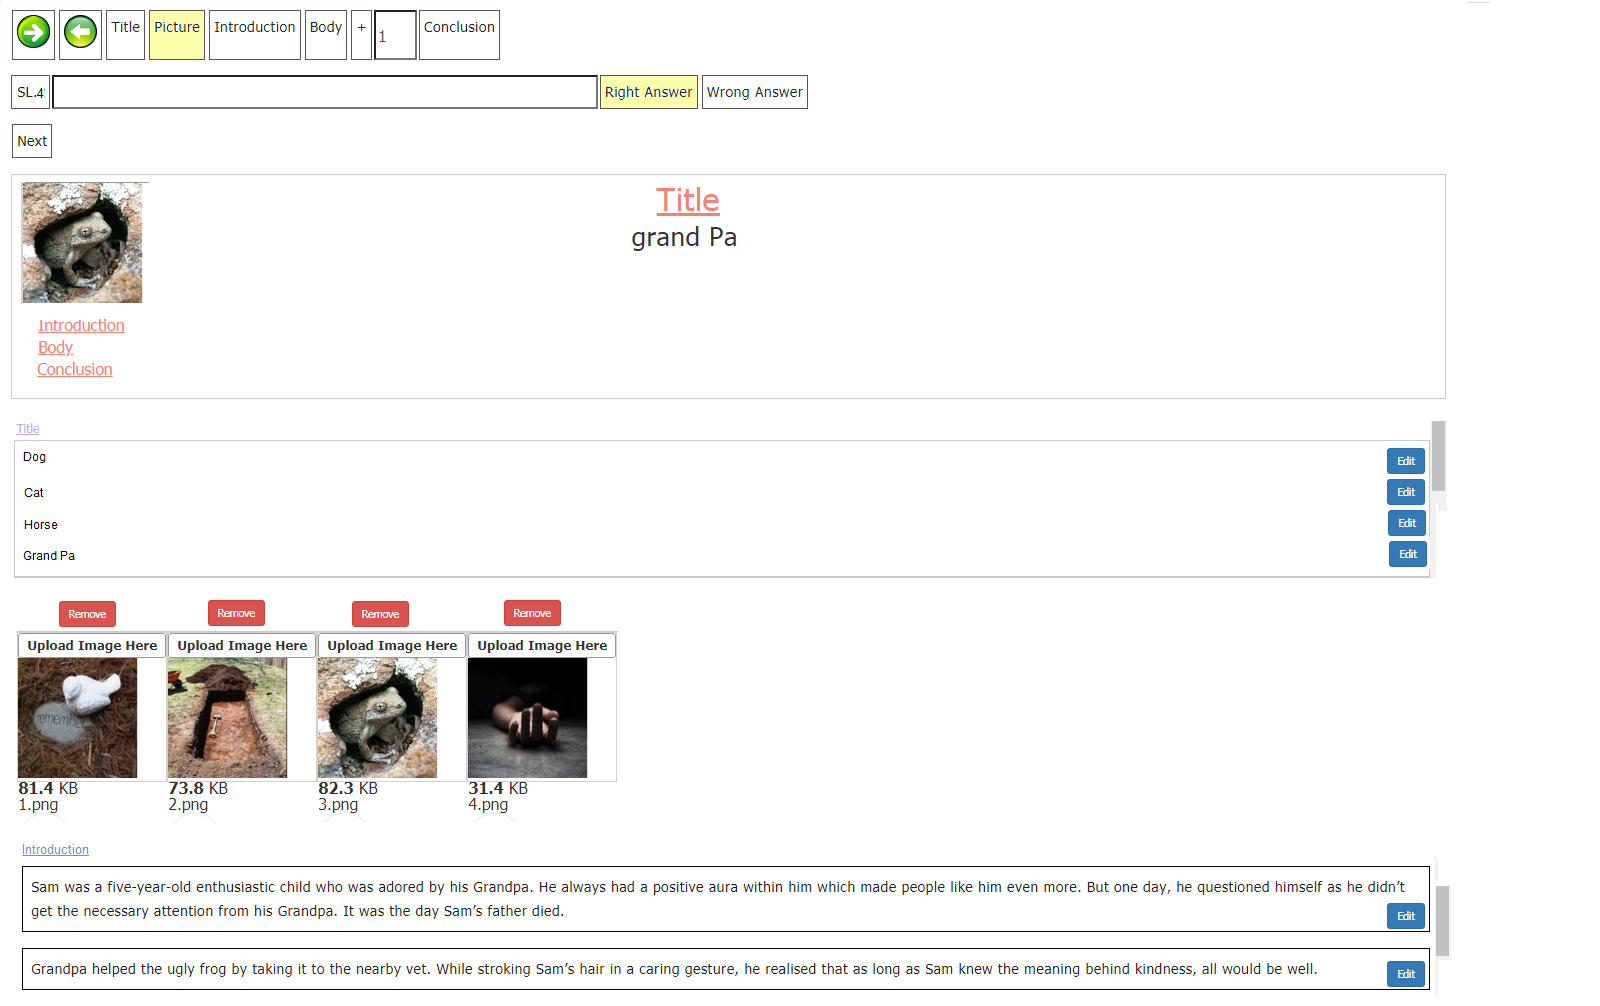 Title Picture Introduction Body + 1 Conclusion
Right Answer Wrong Answer
Next
Title
grand Pa
Introduction
Body
Conclusion
Title
Dog Edit
Cat Edit
Horse Edit
Grand Pa Edit
Remove Remove Remove Remove
Upload Image Here Upload Image Here Upload Image Here Upload Image Here
remember
81.4 KB 73.8 KB 82.3 KB 31.4 KB
1.png 2.png 3.png 4.png
Introduction
Sam was a five-year-old enthusiastic child who was adored by his Grandpa. He always had a positive aura within him which made people like him even more. But one day, he questioned himself as he didn’t
get the necessary attention from his Grandpa. It was the day Sam’s father died.
Edit
Grandpa helped the ugly frog by taking it to the nearby vet. While stroking Sam’s hair in a caring gesture, he realised that as long as Sam knew the meaning behind kindness, all would be well.
Edit